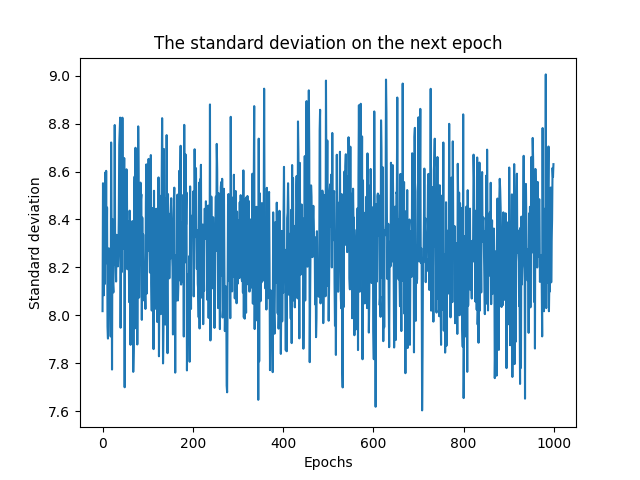 The standard deviation on the next epoch
Standard deviation
9.0
8.8
8.6
8.4
8.2
8.0
7.8
7.6
0 200 400 600 800 1000
Epochs